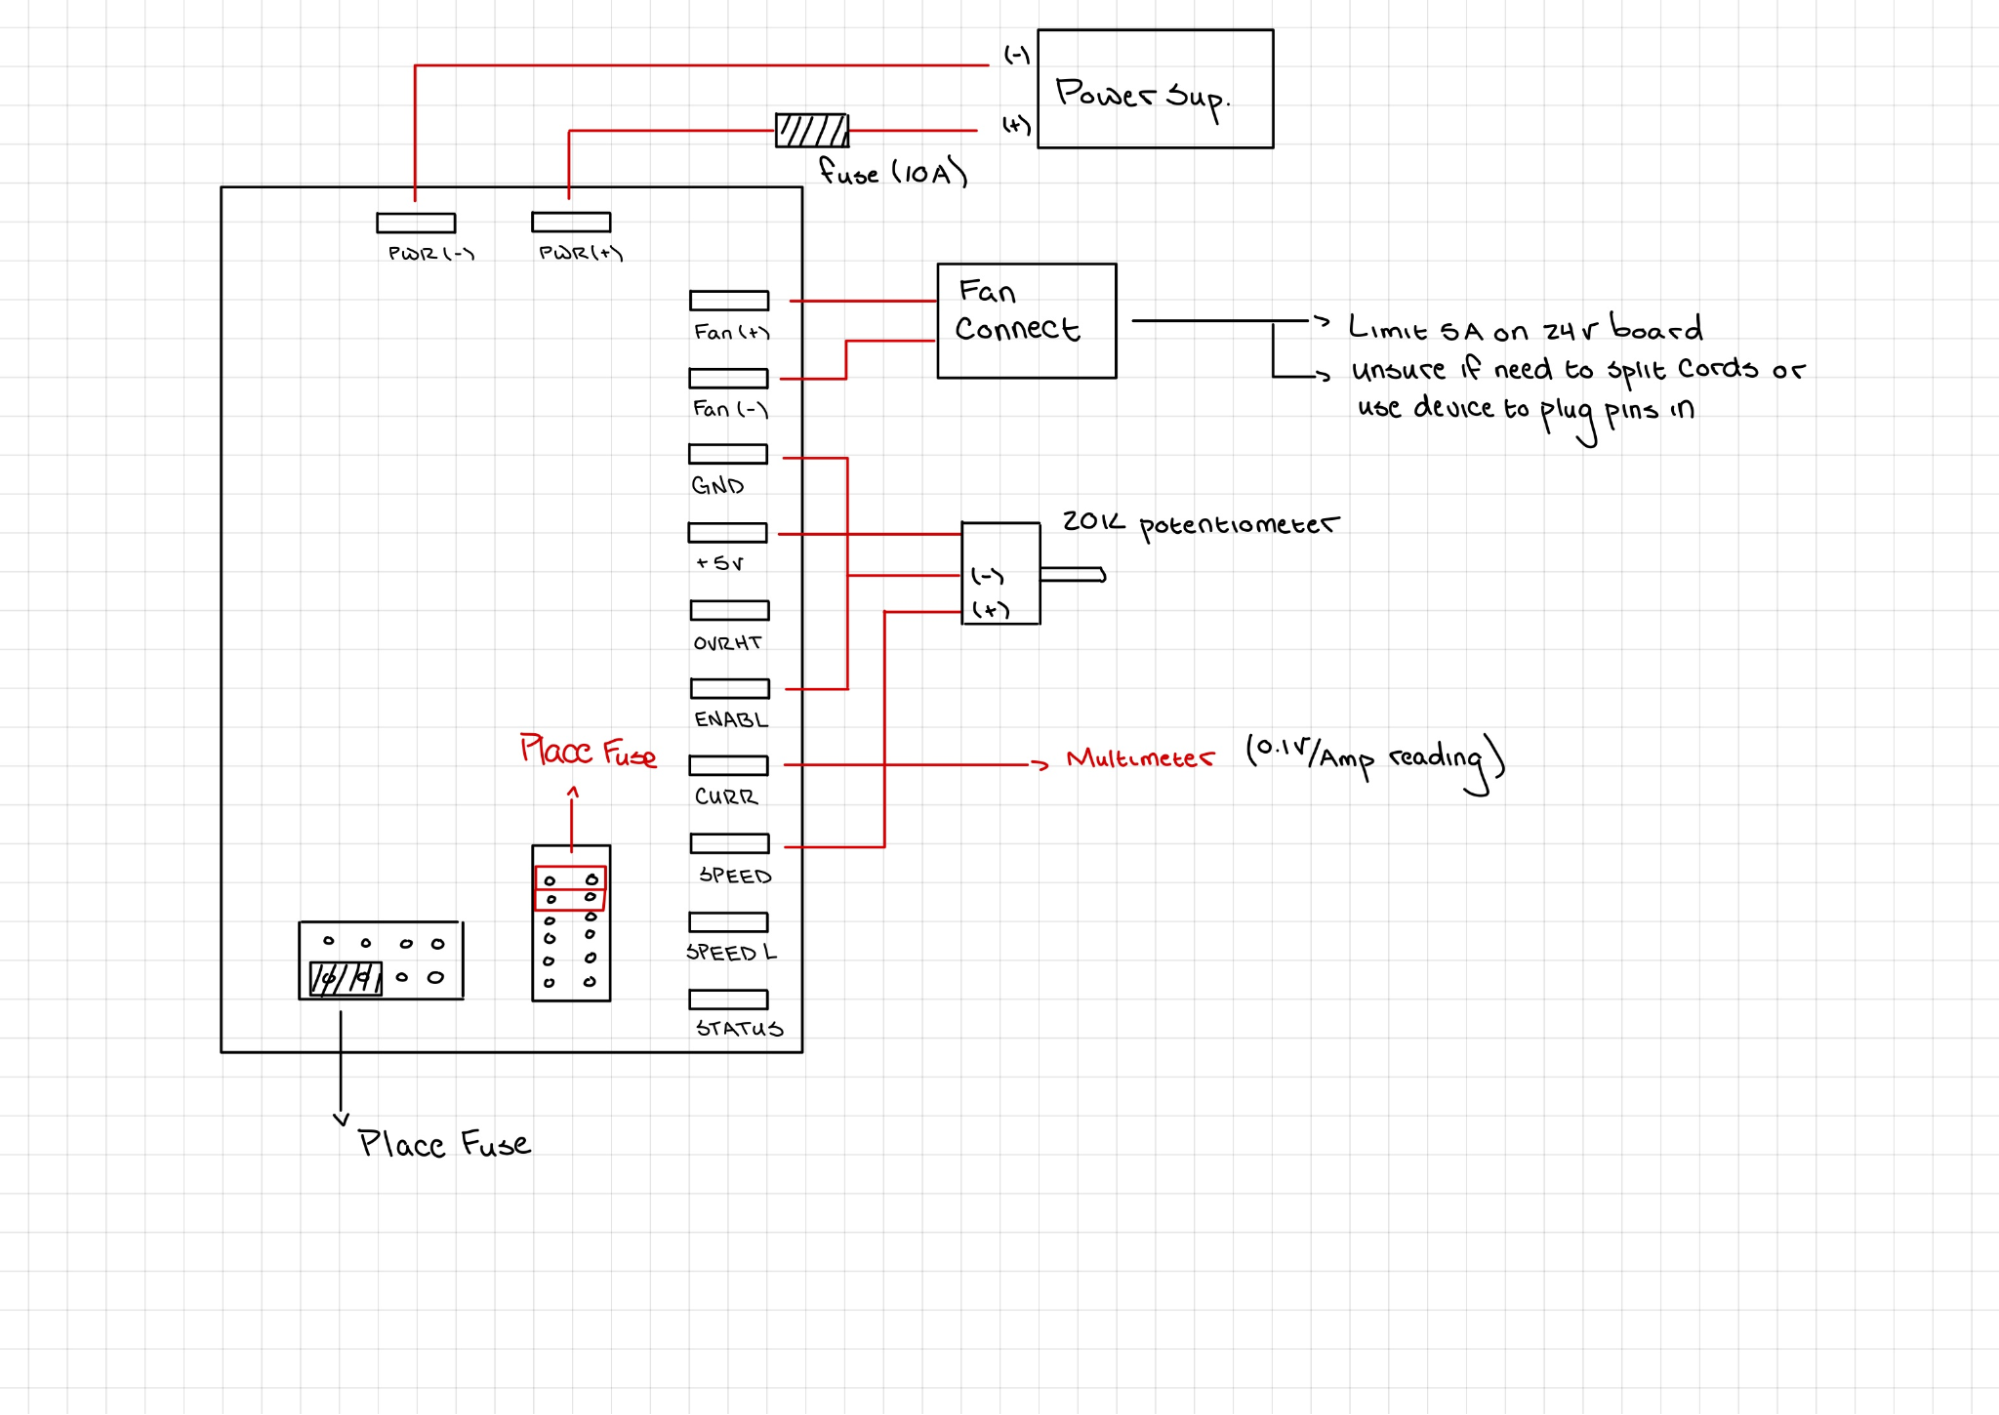 (-)
Power Sup.
(+)
fuse (10A)
PWR (-)
PWR (+)
Fan (+)
Fan (-)
GND
+5v
OVRHT
ENABL
CURR
SPEED
SPEED L
STATUS
Fan
Connect
Limit 5A on 24v board
unsure if need to split cords or
use device to plug pins in
20K potentiometer
(-)
(+)
Place Fuse
Multimeter (0.1V/Amp reading)
Place Fuse